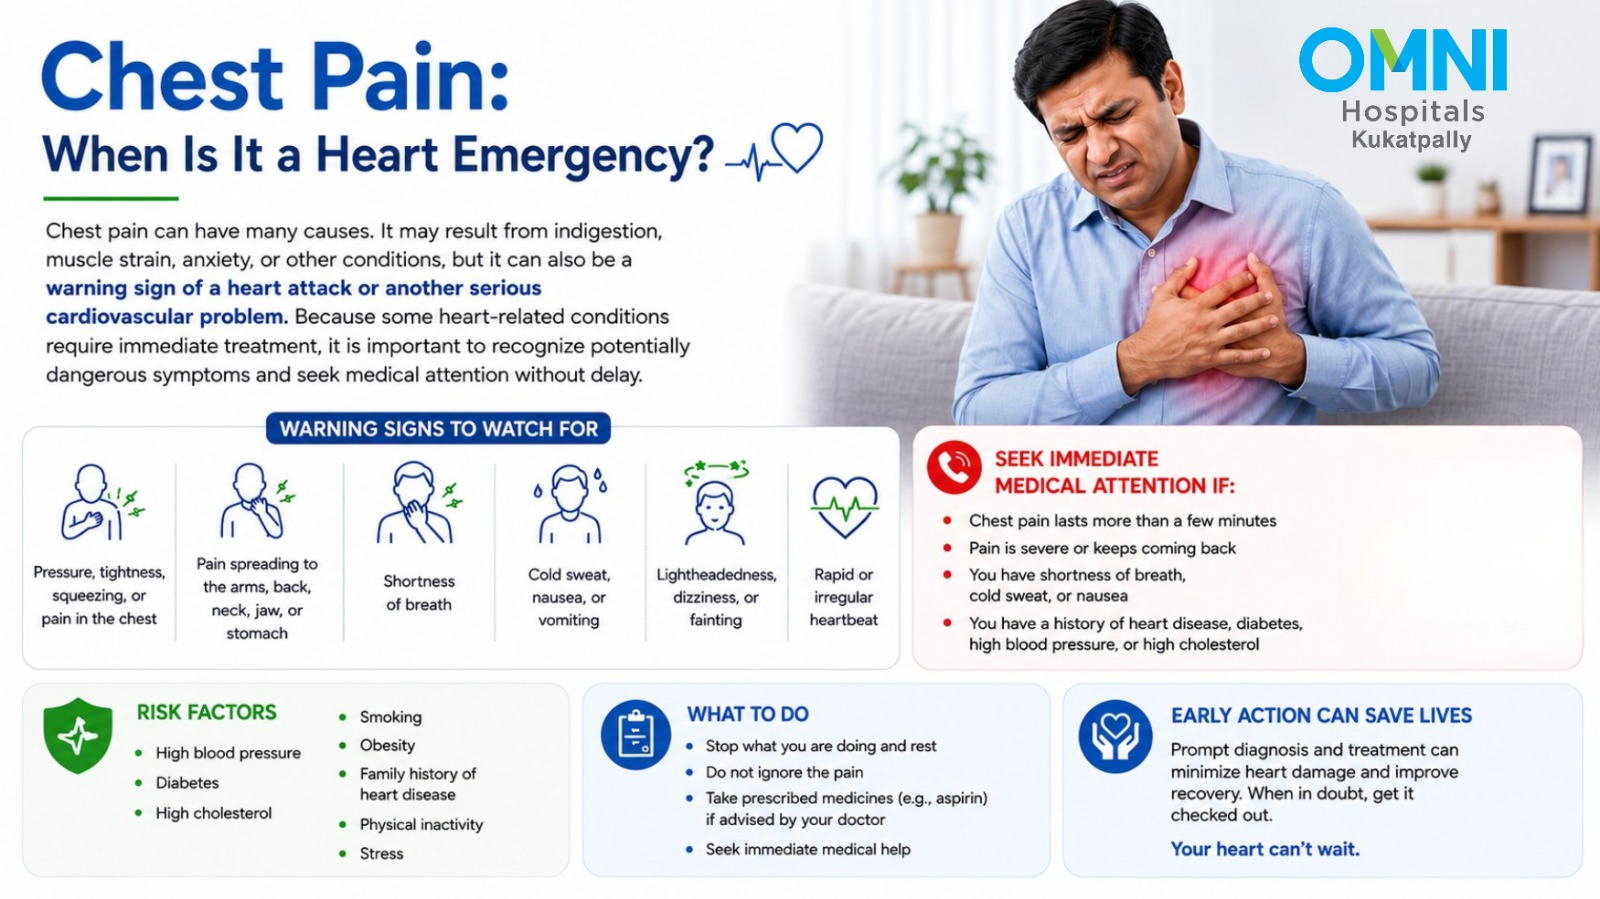 Chest Pain:
When Is It a Heart Emergency?
OMNI
Hospitals
Kukatpally
Chest pain can have many causes. It may result from indigestion,
muscle strain, anxiety, or other conditions, but it can also be a
warning sign of a heart attack or another serious
cardiovascular problem. Because some heart-related conditions
require immediate treatment, it is important to recognize potentially
dangerous symptoms and seek medical attention without delay.
WARNING SIGNS TO WATCH FOR
Pressure, tightness,
squeezing, or
pain in the chest
Pain spreading to
the arms, back,
neck, jaw, or
stomach
Shortness
of breath
Cold sweat,
nausea, or
vomiting
Lightheadedness,
dizziness, or
fainting
Rapid or
irregular
heartbeat
SEEK IMMEDIATE
MEDICAL ATTENTION IF:
• Chest pain lasts more than a few minutes
• Pain is severe or keeps coming back
• You have shortness of breath,
cold sweat, or nausea
• You have a history of heart disease, diabetes,
high blood pressure, or high cholesterol
RISK FACTORS
• High blood pressure
• Diabetes
• High cholesterol
• Smoking
• Obesity
• Family history of
heart disease
• Physical inactivity
• Stress
WHAT TO DO
• Stop what you are doing and rest
• Do not ignore the pain
• Take prescribed medicines (e.g., aspirin)
if advised by your doctor
• Seek immediate medical help
EARLY ACTION CAN SAVE LIVES
Prompt diagnosis and treatment can
minimize heart damage and improve
recovery. When in doubt, get it
checked out.
Your heart can't wait.